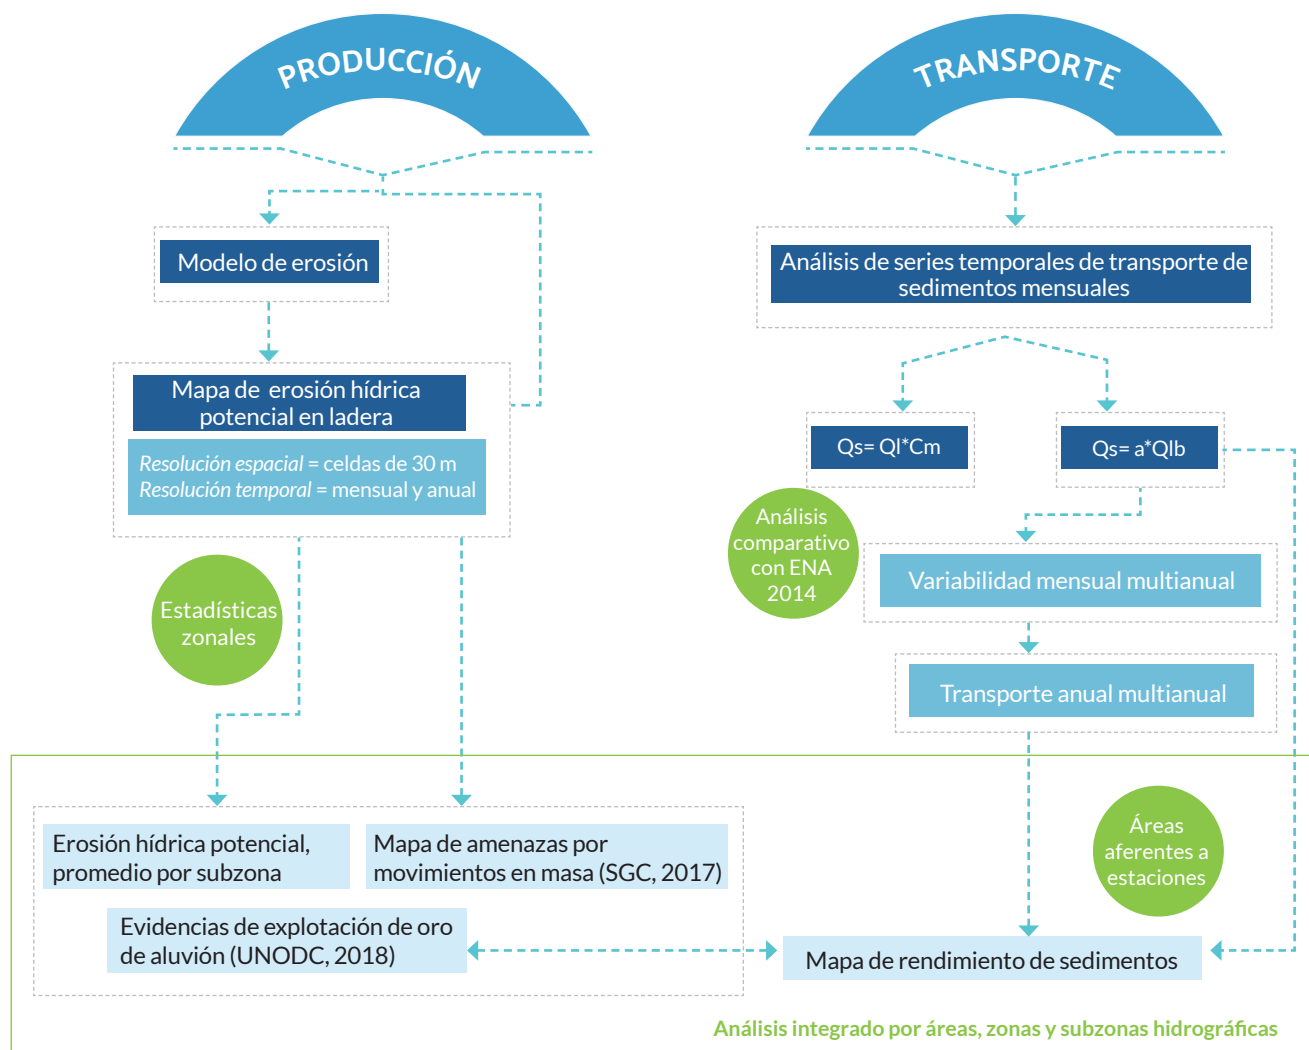 PRODUCCIÓN
Modelo de erosión
Mapa de erosión hídrica
potencial en ladera
Resolución espacial = celdas de 30 m
Resolución temporal = mensual y anual
Estadísticas
zonales
TRANSPORTE
Análisis de series temporales de transporte de
sedimentos mensuales
Qs= Ql*Cm
Qs= a*Qlb
Análisis
comparativo
con ENA
2014
Variabilidad mensual multianual
Transporte anual multianual
Erosión hídrica potencial,
promedio por subzona
Mapa de amenazas por
movimientos en masa (SGC, 2017)
Evidencias de explotación de oro
de aluvión (UNODC, 2018)
Áreas
aferentes a
estaciones
Mapa de rendimiento de sedimentos
Análisis integrado por áreas, zonas y subzonas hidrográficas